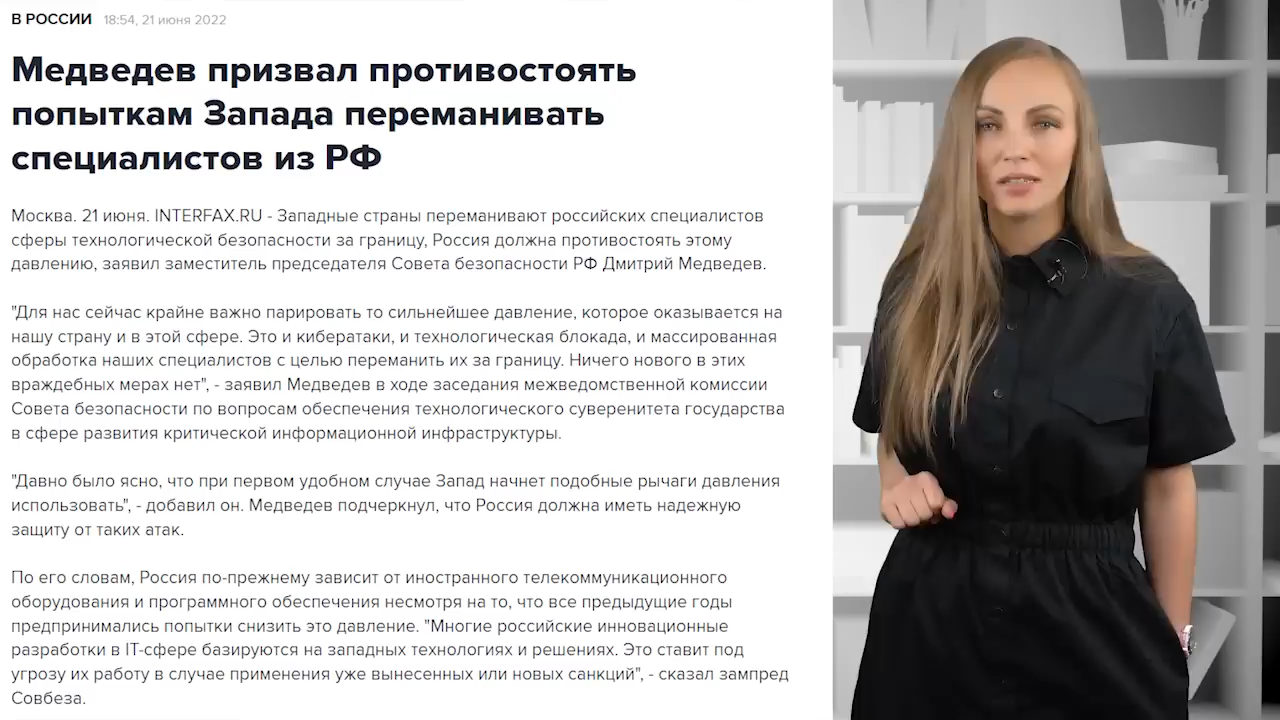 В РОССИИ 18:54, 21 июня 2022
Медведев призвал противостоять
попыткам Запада переманивать
специалистов из РФ
Москва. 21 июня. INTERFAX.RU - Западные страны переманивают российских специалистов
сферы технологической безопасности за границу, Россия должна противостоять этому
давлению, заявил заместитель председателя Совета безопасности РФ Дмитрий Медведев.
"Для нас сейчас крайне важно парировать то сильнейшее давление, которое оказывается на
нашу страну и в этой сфере. Это и кибератаки, и технологическая блокада, и массированная
обработка наших специалистов с целью переманить их за границу. Ничего нового в этих
враждебных мерах нет", - заявил Медведев в ходе заседания межведомственной комиссии
Совета безопасности по вопросам обеспечения технологического суверенитета государства
в сфере развития критической информационной инфраструктуры.
"Давно было ясно, что при первом удобном случае Запад начнет подобные рычаги давления
использовать", - добавил он. Медведев подчеркнул, что Россия должна иметь надежную
защиту от таких атак.
По его словам, Россия по-прежнему зависит от иностранного телекоммуникационного
оборудования и программного обеспечения несмотря на то, что все предыдущие годы
предпринимались попытки снизить это давление. "Многие российские инновационные
разработки в IT-сфере базируются на западных технологиях и решениях. Это ставит под
угрозу их работу в случае применения уже вынесенных или новых санкций", - сказал зампред
Совбеза.